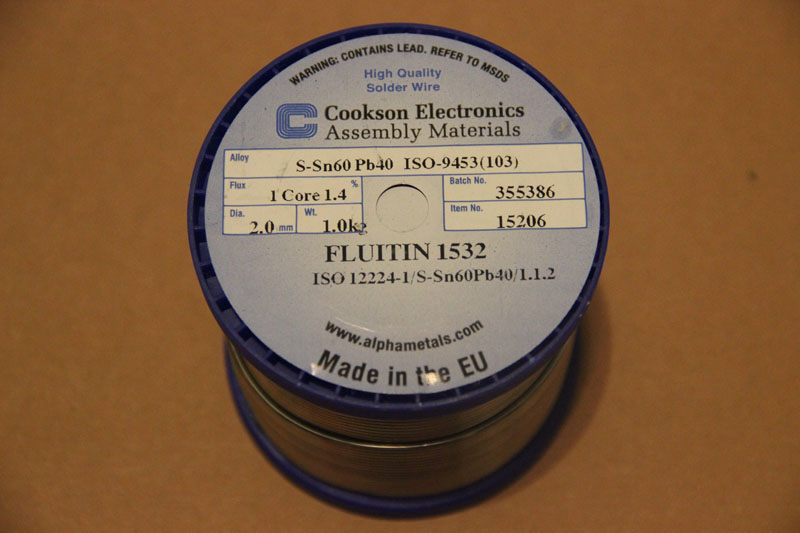 WARNING: CONTAINS LEAD. REFER TO MSDS
High Quality
Solder Wire
Cookson Electronics
Assembly Materials
Alloy
S-Sn60 Pb40 ISO-9453(103)
Flux 1 Core 1.4 %
Batch No. 355386
Dia. 2.0 mm Wt. 1.0kg
Item No. 15206
FLUITIN 1532
ISO 12224-1/S-Sn60Pb40/1.1.2
www.alphametals.com
Made in the EU